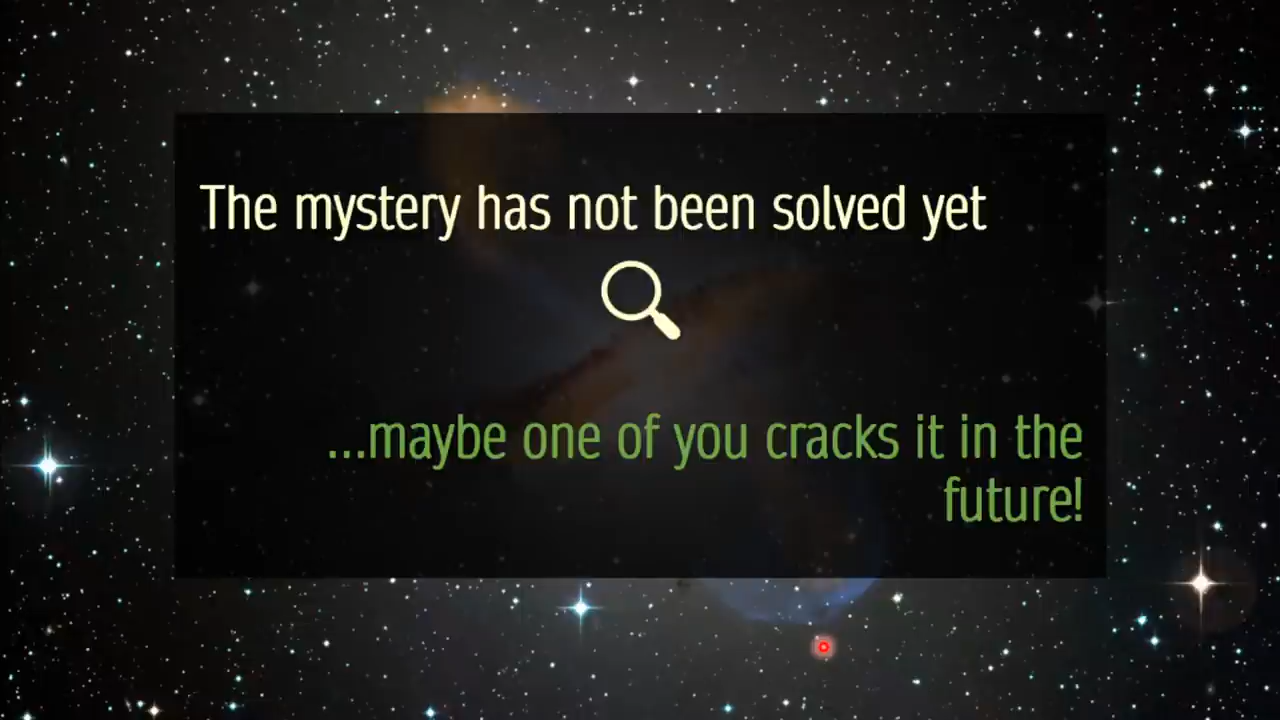 The mystery has not been solved yet
...maybe one of you cracks it in the
future!